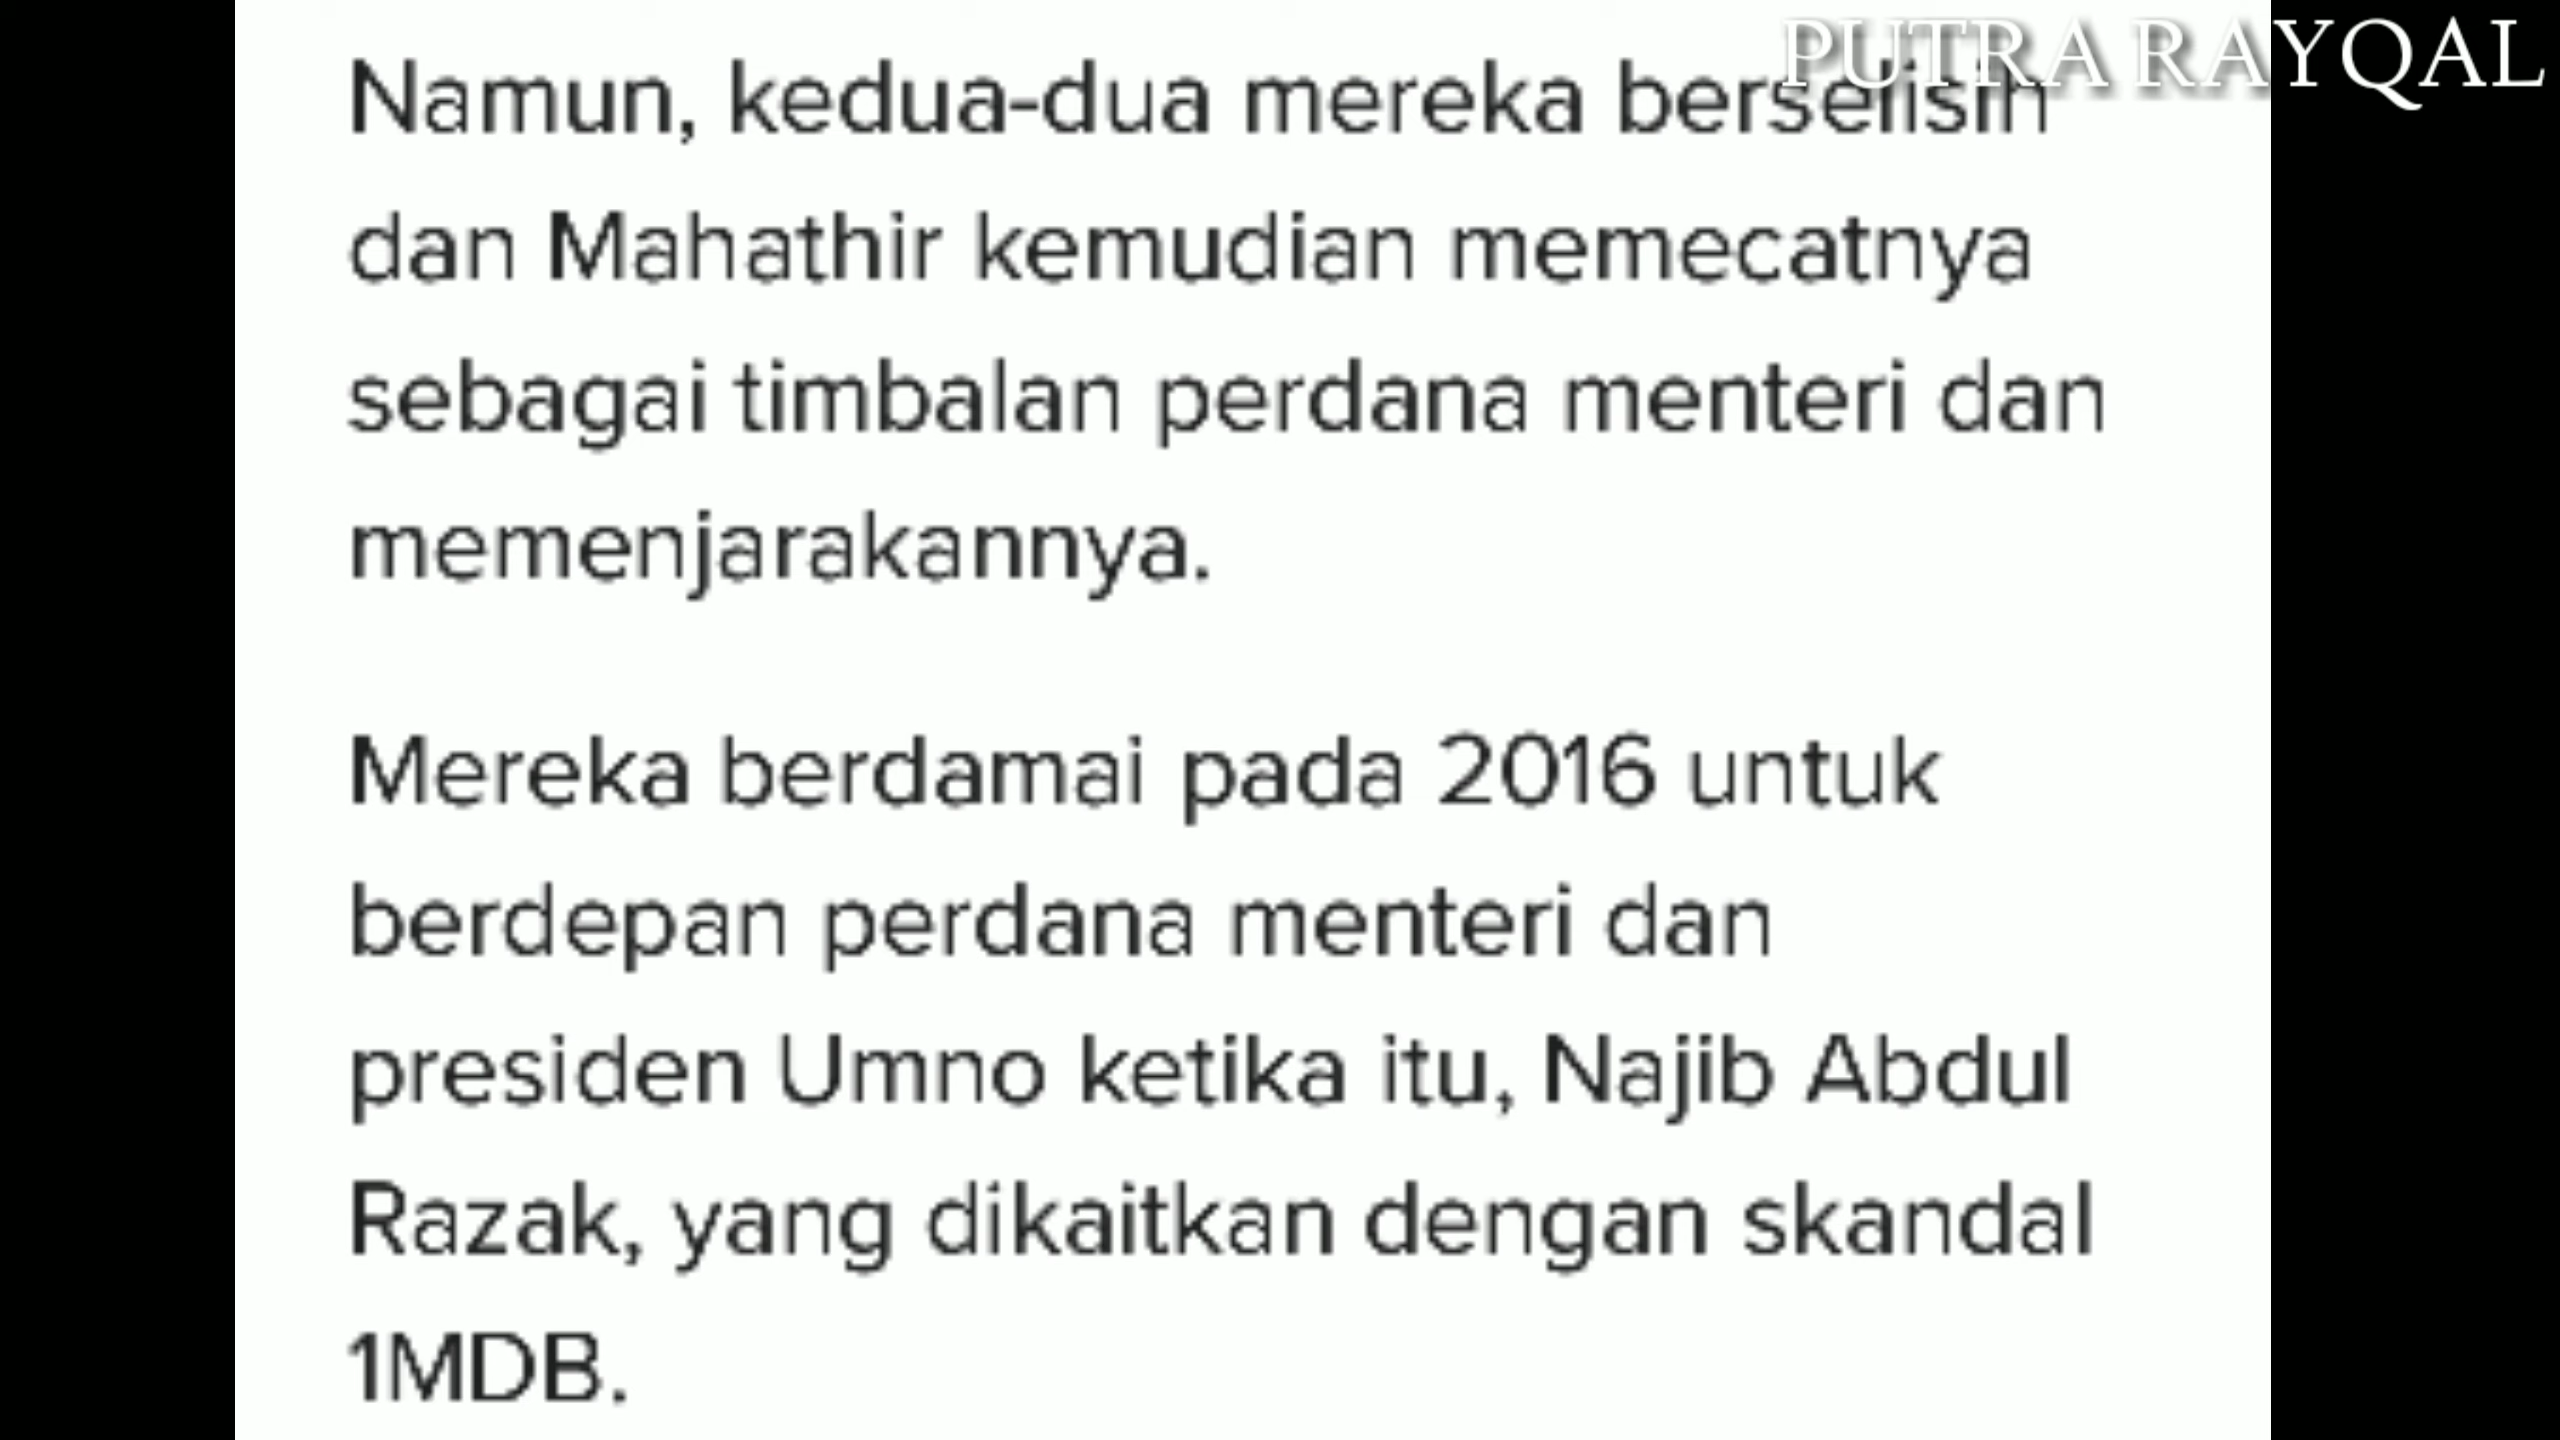 PUTRA RAYQAL
Namun, kedua-dua mereka berselisih
dan Mahathir kemudian memecatnya
sebagai timbalan perdana menteri dan
memenjarakannya.
Mereka berdamai pada 2016 untuk
berdepan perdana menteri dan
presiden Umno ketika itu, Najib Abdul
Razak, yang dikaitkan dengan skandal
1MDB.